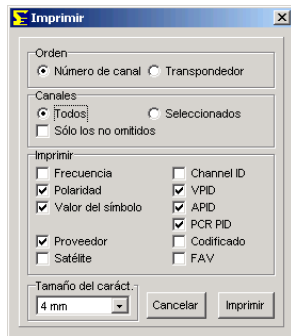 Imprimir
Orden
Número de canal Transpondedor
Canales
Todos Seleccionados
Sólo los no omitidos
Imprimir
Frecuencia Channel ID
Polaridad VPID
Valor del símbolo APID
PCR PID
Proveedor Codificado
Satélite FAV
Tamaño del caráct.
4 mm Cancelar Imprimir